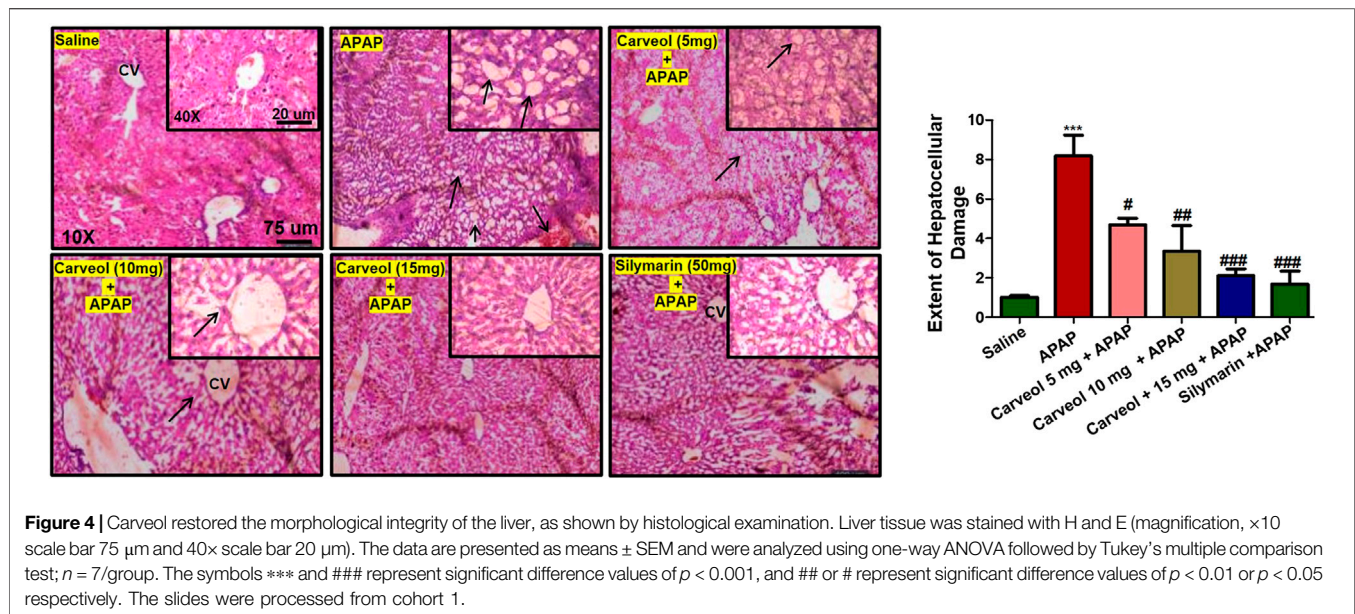 Saline
CV
40X
20 um
10X
75 um
APAP
Carveol (5mg)
+
APAP
Carveol (10mg)
+
APAP
CV
Carveol (15mg)
+
APAP
Silymarin (50mg)
+
APAP
CV
Extent of Hepatocellular
Damage
10
8
6
4
2
0
***
#
##
###
###
Saline
APAP
Carveol 5 mg + APAP
Carveol 10 mg + APAP
Carveol + 15 mg + APAP
Silymarin +APAP
Figure 4 | Carveol restored the morphological integrity of the liver, as shown by histological examination. Liver tissue was stained with H and E (magnification, ×10
scale bar 75 μm and 40× scale bar 20 μm). The data are presented as means ± SEM and were analyzed using one-way ANOVA followed by Tukey's multiple comparison
test; n = 7/group. The symbols ∗∗∗ and ### represent significant difference values of p < 0.001, and ## or # represent significant difference values of p < 0.01 or p < 0.05
respectively. The slides were processed from cohort 1.